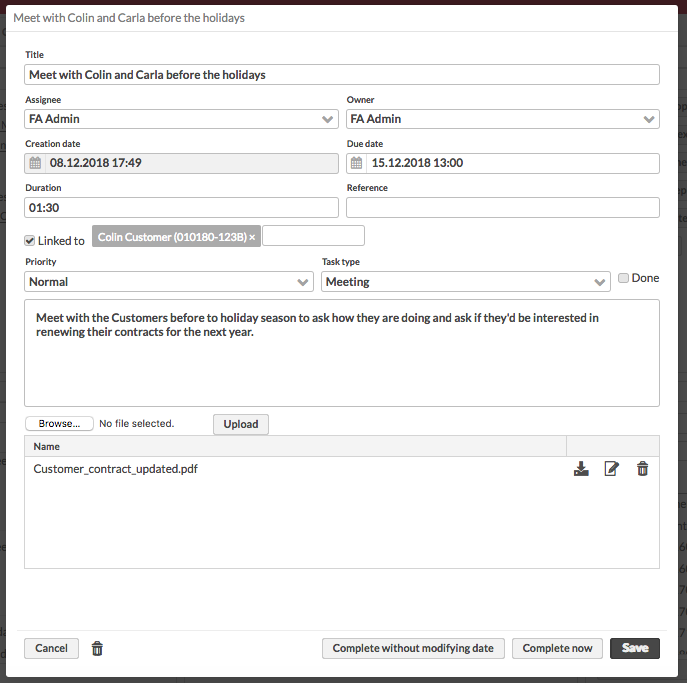 Meet with Colin and Carla before the holidays
Title
Meet with Colin and Carla before the holidays
Assignee
Owner
FA Admin
FA Admin
Creation date
Due date
08.12.2018 17:49
15.12.2018 13:00
Duration
Reference
01:30
Linked to
Colin Customer (010180-123B) ×
Priority
Task type
Normal
Meeting
Done
Meet with the Customers before to holiday season to ask how they are doing and ask if they'd be interested in
renewing their contracts for the next year.
Browse... No file selected.
Upload
Name
Customer_contract_updated.pdf
Cancel
Complete without modifying date
Complete now
Save